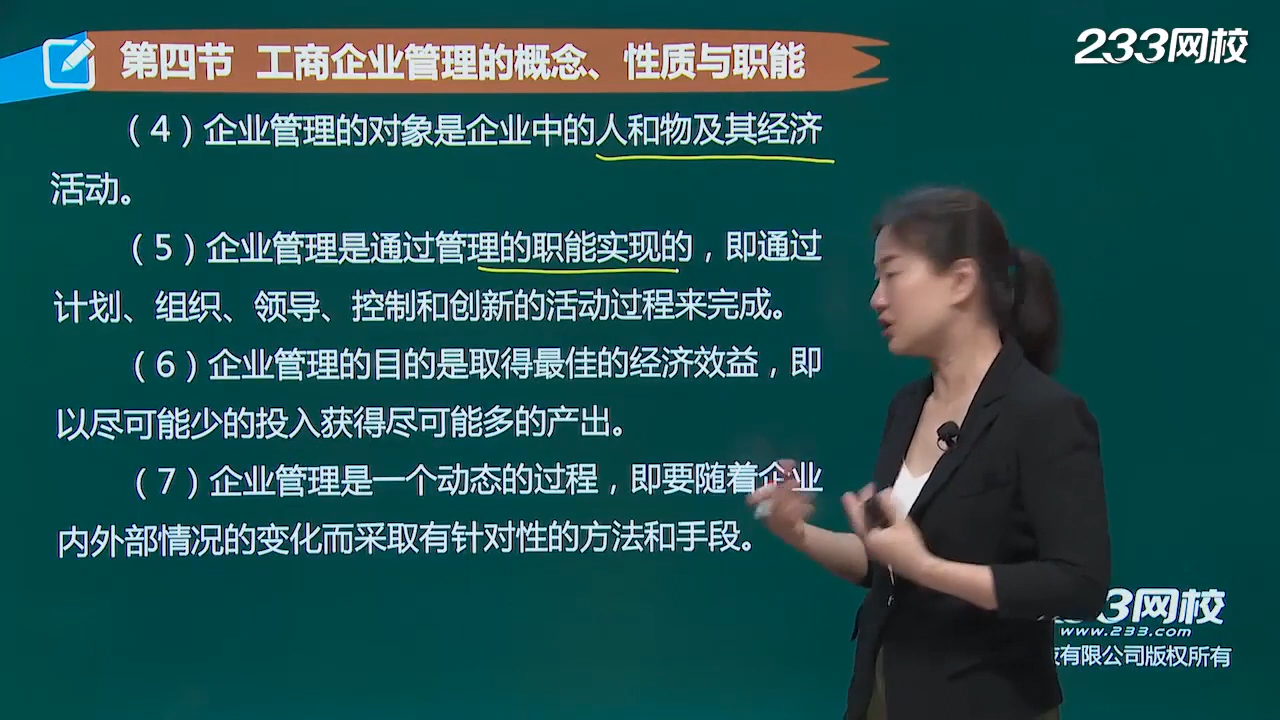 第四节 工商企业管理的概念、性质与职能
233网校
（4）企业管理的对象是企业中的人和物及其经济
活动。
（5）企业管理是通过管理的职能实现的，即通过
计划、组织、领导、控制和创新的活动过程来完成。
（6）企业管理的目的是取得最佳的经济效益，即
以尽可能少的投入获得尽可能多的产出。
（7）企业管理是一个动态的过程，即要随着企业
内外部情况的变化而采取有针对性的方法和手段。
33网校
www.233.com
有限公司版权所有